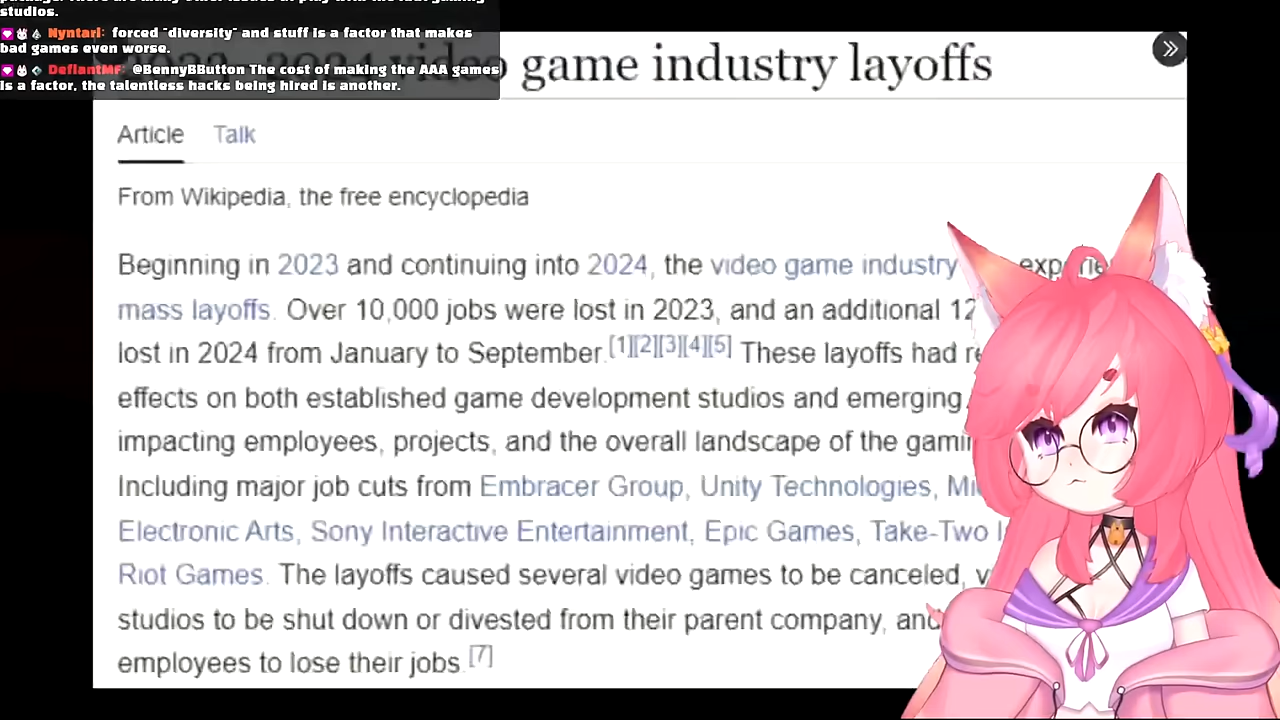 studios.
Nyntarl: forced "diversity" and stuff is a factor that makes
bad games even worse.
DefiantMF: @BennyBButton The cost of making the AAA games
is a factor, the talentless hacks being hired is another.
video game industry layoffs
Article Talk
From Wikipedia, the free encyclopedia
Beginning in 2023 and continuing into 2024, the video game industry
mass layoffs. Over 10,000 jobs were lost in 2023, and an additional 12
lost in 2024 from January to September.[1][2][3][4][5] These layoffs had
effects on both established game development studios and emerging
impacting employees, projects, and the overall landscape of the
Including major job cuts from Embracer Group, Unity Technologies,
Electronic Arts, Sony Interactive Entertainment, Epic Games, Take-Two
Riot Games. The layoffs caused several video games to be canceled,
studios to be shut down or divested from their parent company, and
employees to lose their jobs.[7]